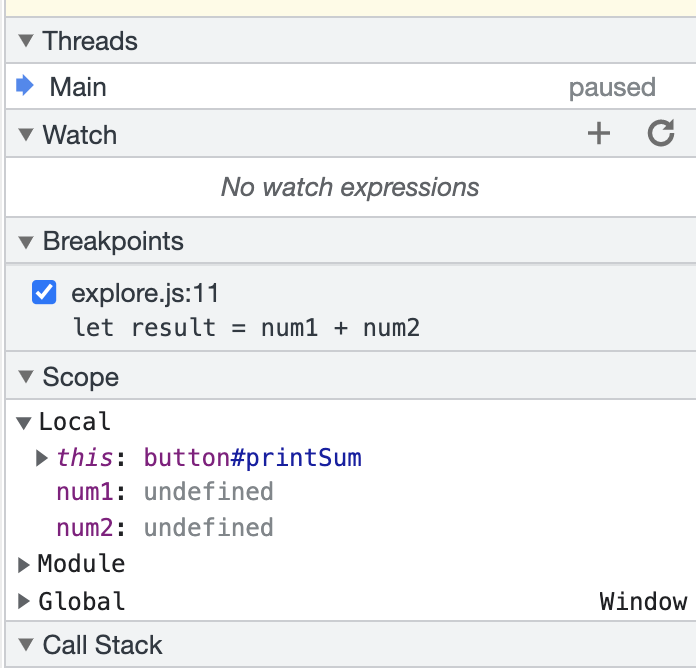 Threads
Main paused
Watch
No watch expressions
Breakpoints
explore.js:11
let result = num1 + num2
Scope
Local
this: button#printSum
num1: undefined
num2: undefined
Module
Global Window
Call Stack